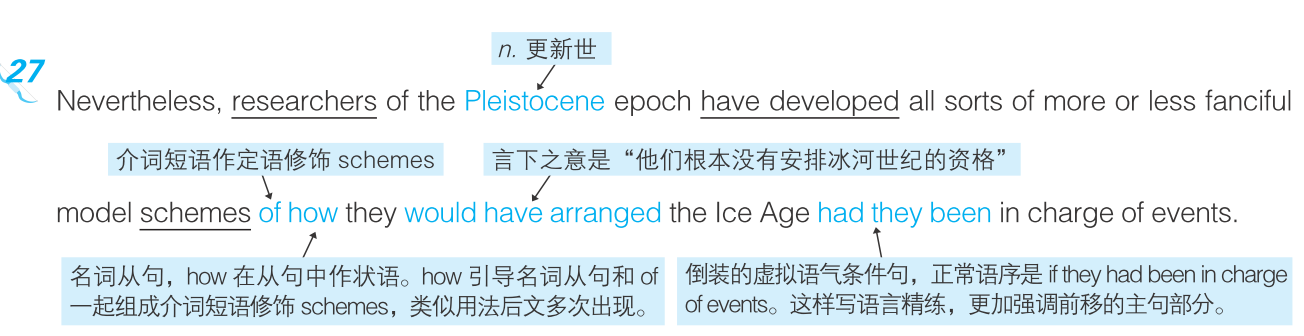 n. 更新世
27
Nevertheless, researchers of the Pleistocene epoch have developed all sorts of more or less fanciful
介词短语作定语修饰 schemes
言下之意是“他们根本没有安排冰河世纪的资格”
model schemes of how they would have arranged the Ice Age had they been in charge of events.
名词从句，how 在从句中作状语。how 引导名词从句和 of
一起组成介词短语修饰 schemes，类似用法后文多次出现。
倒装的虚拟语气条件句，正常语序是 if they had been in charge
of events。这样写语言精练，更加强调前移的主句部分。